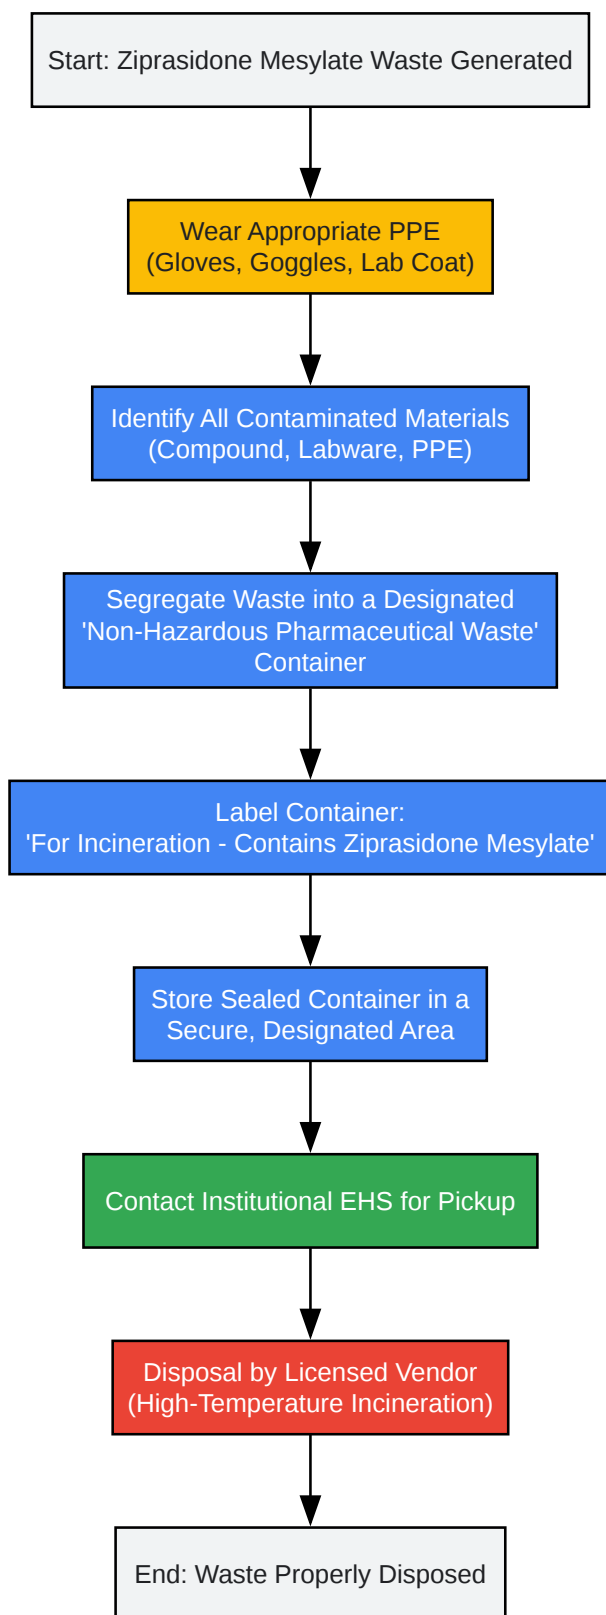 Start: Ziprasidone Mesylate Waste Generated
Wear Appropriate PPE
(Gloves, Goggles, Lab Coat)
Identify All Contaminated Materials
(Compound, Labware, PPE)
Segregate Waste into a Designated
'Non-Hazardous Pharmaceutical Waste'
Container
Label Container:
'For Incineration - Contains Ziprasidone Mesylate'
Store Sealed Container in a
Secure, Designated Area
Contact Institutional EHS for Pickup
Disposal by Licensed Vendor
(High-Temperature Incineration)
End: Waste Properly Disposed